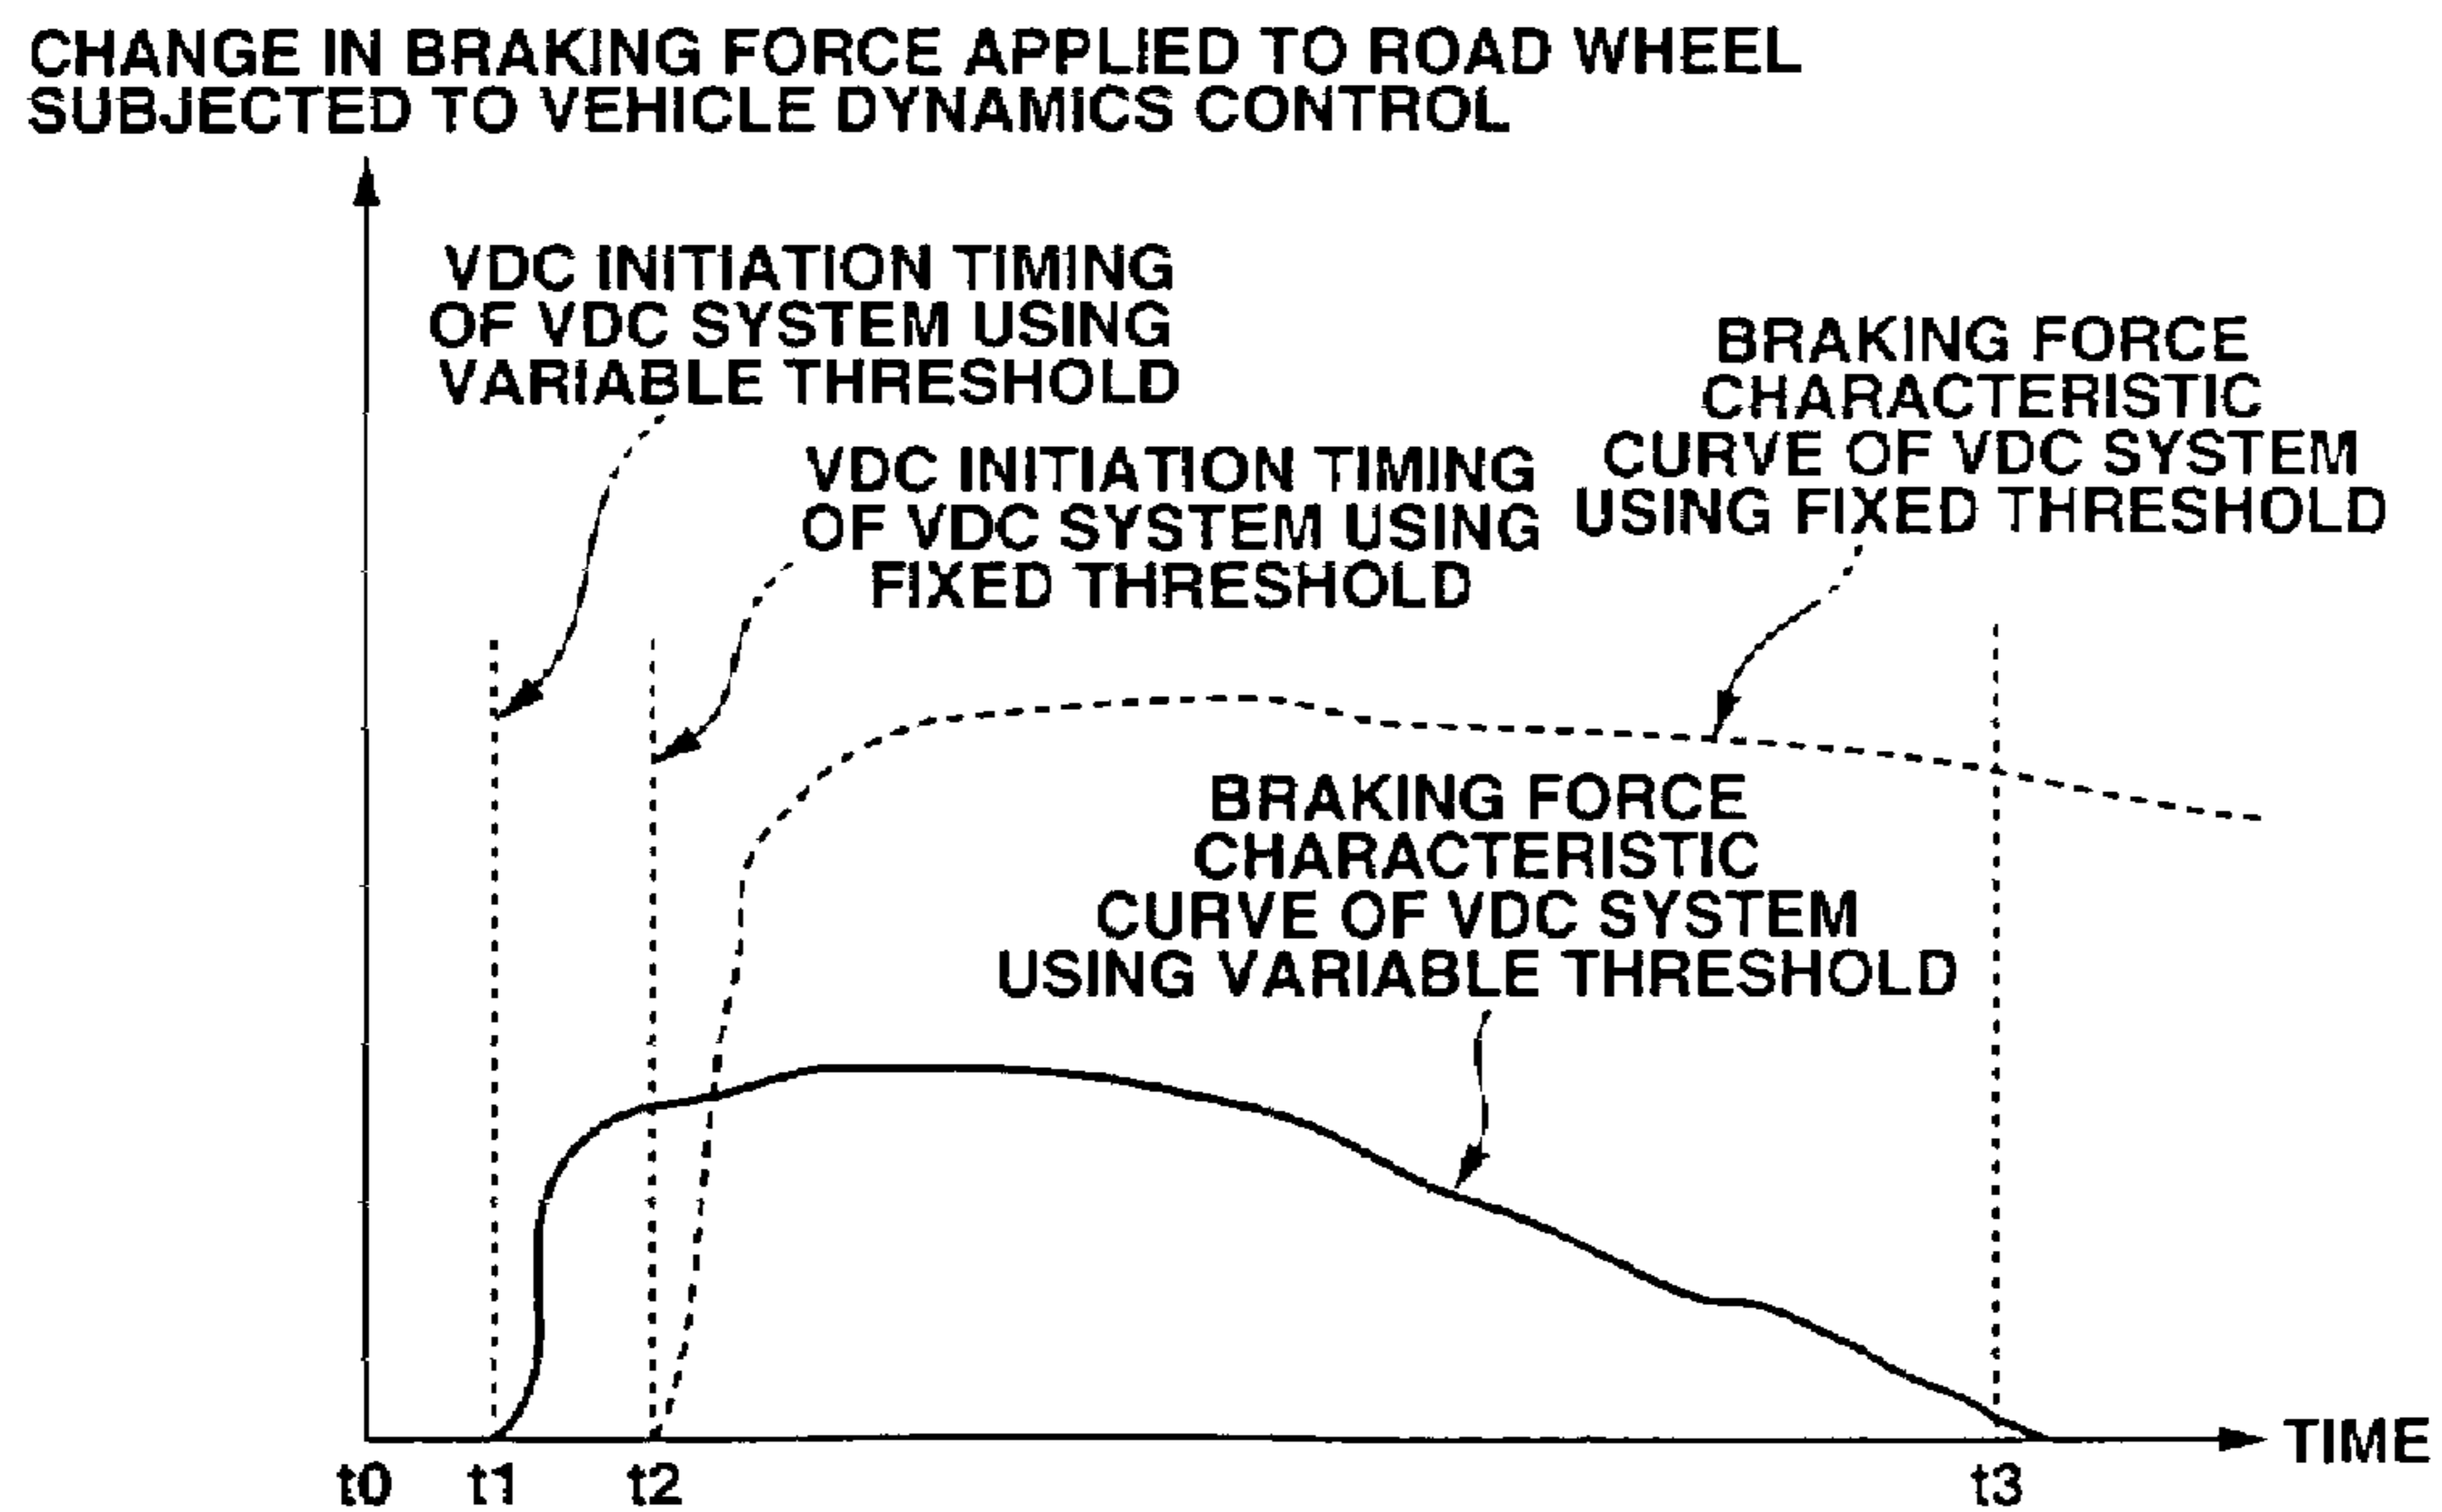 CHANGE IN BRAKING FORCE APPLIED TO ROAD WHEEL
SUBJECTED TO VEHICLE DYNAMICS CONTROL
VDC INITIATION TIMING
OF VDC SYSTEM USING
VARIABLE THRESHOLD
VDC INITIATION TIMING
OF VDC SYSTEM USING
FIXED THRESHOLD
BRAKING FORCE
CHARACTERISTIC
CURVE OF VDC SYSTEM
USING FIXED THRESHOLD
BRAKING FORCE
CHARACTERISTIC
CURVE OF VDC SYSTEM
USING VARIABLE THRESHOLD
TIME
t0 t1 t2 t3